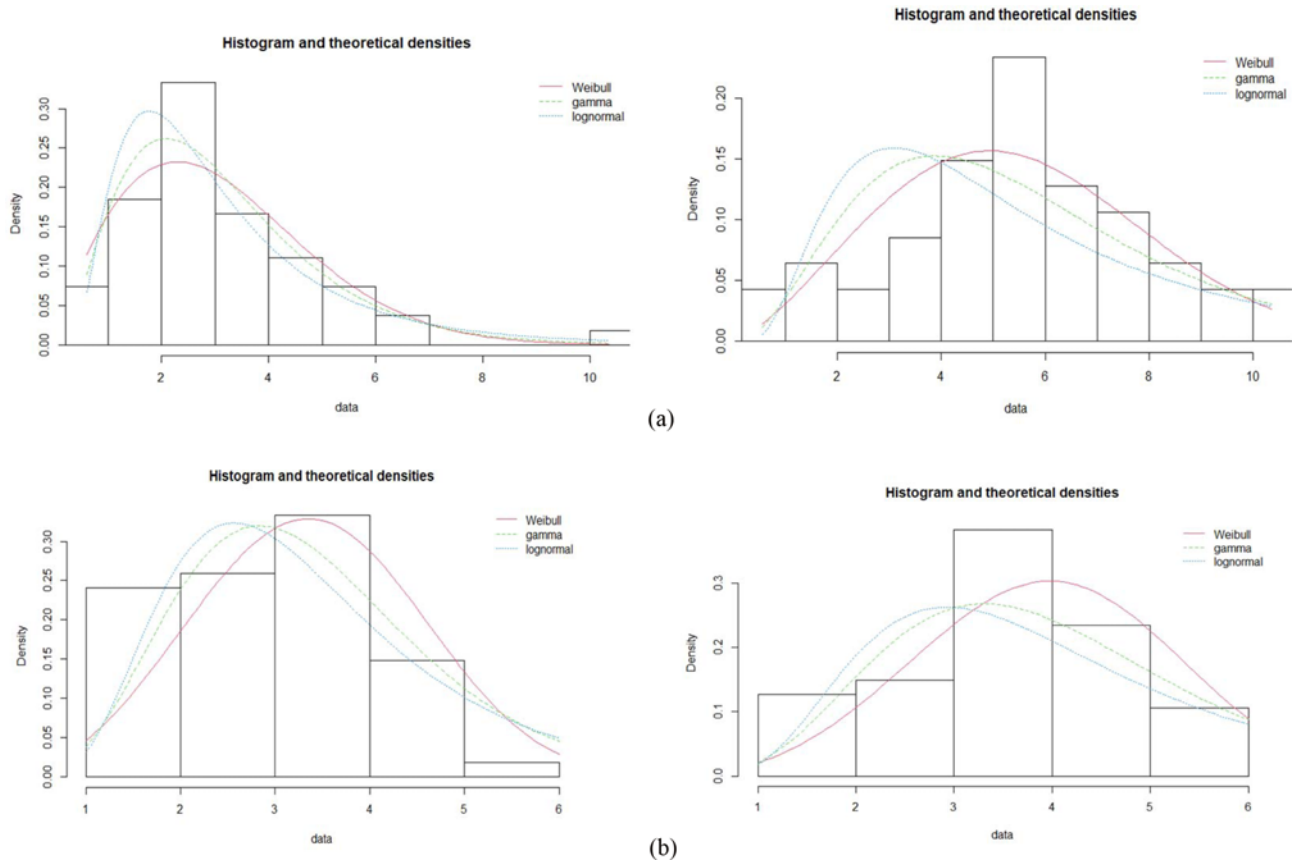 Histogram and theoretical densities
Weibull
gamma
lognormal
Density
0.00 0.05 0.10 0.15 0.20 0.25 0.30
2 4 6 8 10
data
Histogram and theoretical densities
Weibull
gamma
lognormal
Density
0.00 0.05 0.10 0.15 0.20
2 4 6 8 10
data
(a)
Histogram and theoretical densities
Weibull
gamma
lognormal
Density
0.00 0.05 0.10 0.15 0.20 0.25 0.30
1 2 3 4 5 6
data
Histogram and theoretical densities
Weibull
gamma
lognormal
Density
0.0 0.1 0.2 0.3
1 2 3 4 5 6
data
(b)